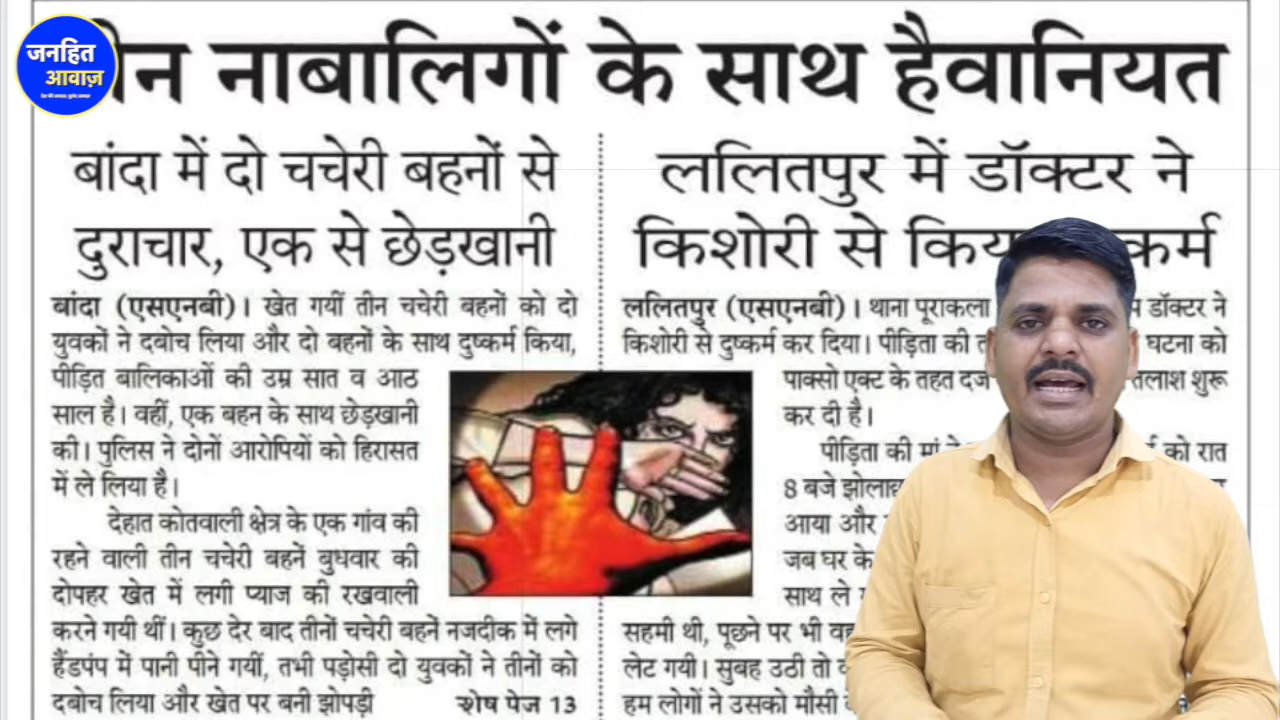 जनहित
आवाज़
न नाबालिगों के साथ हैवानियत
बांदा में दो चचेरी बहनों से
दुराचार, एक से छेड़खानी
बांदा (एसएनबी)। खेत गयीं तीन चचेरी बहनों को दो
युवकों ने दबोच लिया और दो बहनों के साथ दुष्कर्म किया,
पीड़ित बालिकाओं की उम्र सात व आठ
साल है। वहीं, एक बहन के साथ छेड़खानी
की। पुलिस ने दोनों आरोपियों को हिरासत
में ले लिया है।
देहात कोतवाली क्षेत्र के एक गांव की
रहने वाली तीन चचेरी बहनें बुधवार की
दोपहर खेत में लगी प्याज की रखवाली
करने गयी थीं। कुछ देर बाद तीनों चचेरी बहनें नजदीक में लगे
हैंडपंप में पानी पीने गयीं, तभी पड़ोसी दो युवकों ने तीनों को
दबोच लिया और खेत पर बनी झोपड़ी शेष पेज 13
ललितपुर में डॉक्टर ने
किशोरी से किया कर्म
ललितपुर (एसएनबी)। थाना पूराकला डॉक्टर ने
किशोरी से दुष्कर्म कर दिया। पीड़िता की घटना को
पाक्सो एक्ट के तहत दर्ज तलाश शुरू
कर दी है।
पीड़िता की मां को रात
8 बजे
आया और
जब घर के
साथ ले
सहमी थी, पूछने पर भी वह
लेट गयी। सुबह उठी तो
हम लोगों ने उसको मौसी